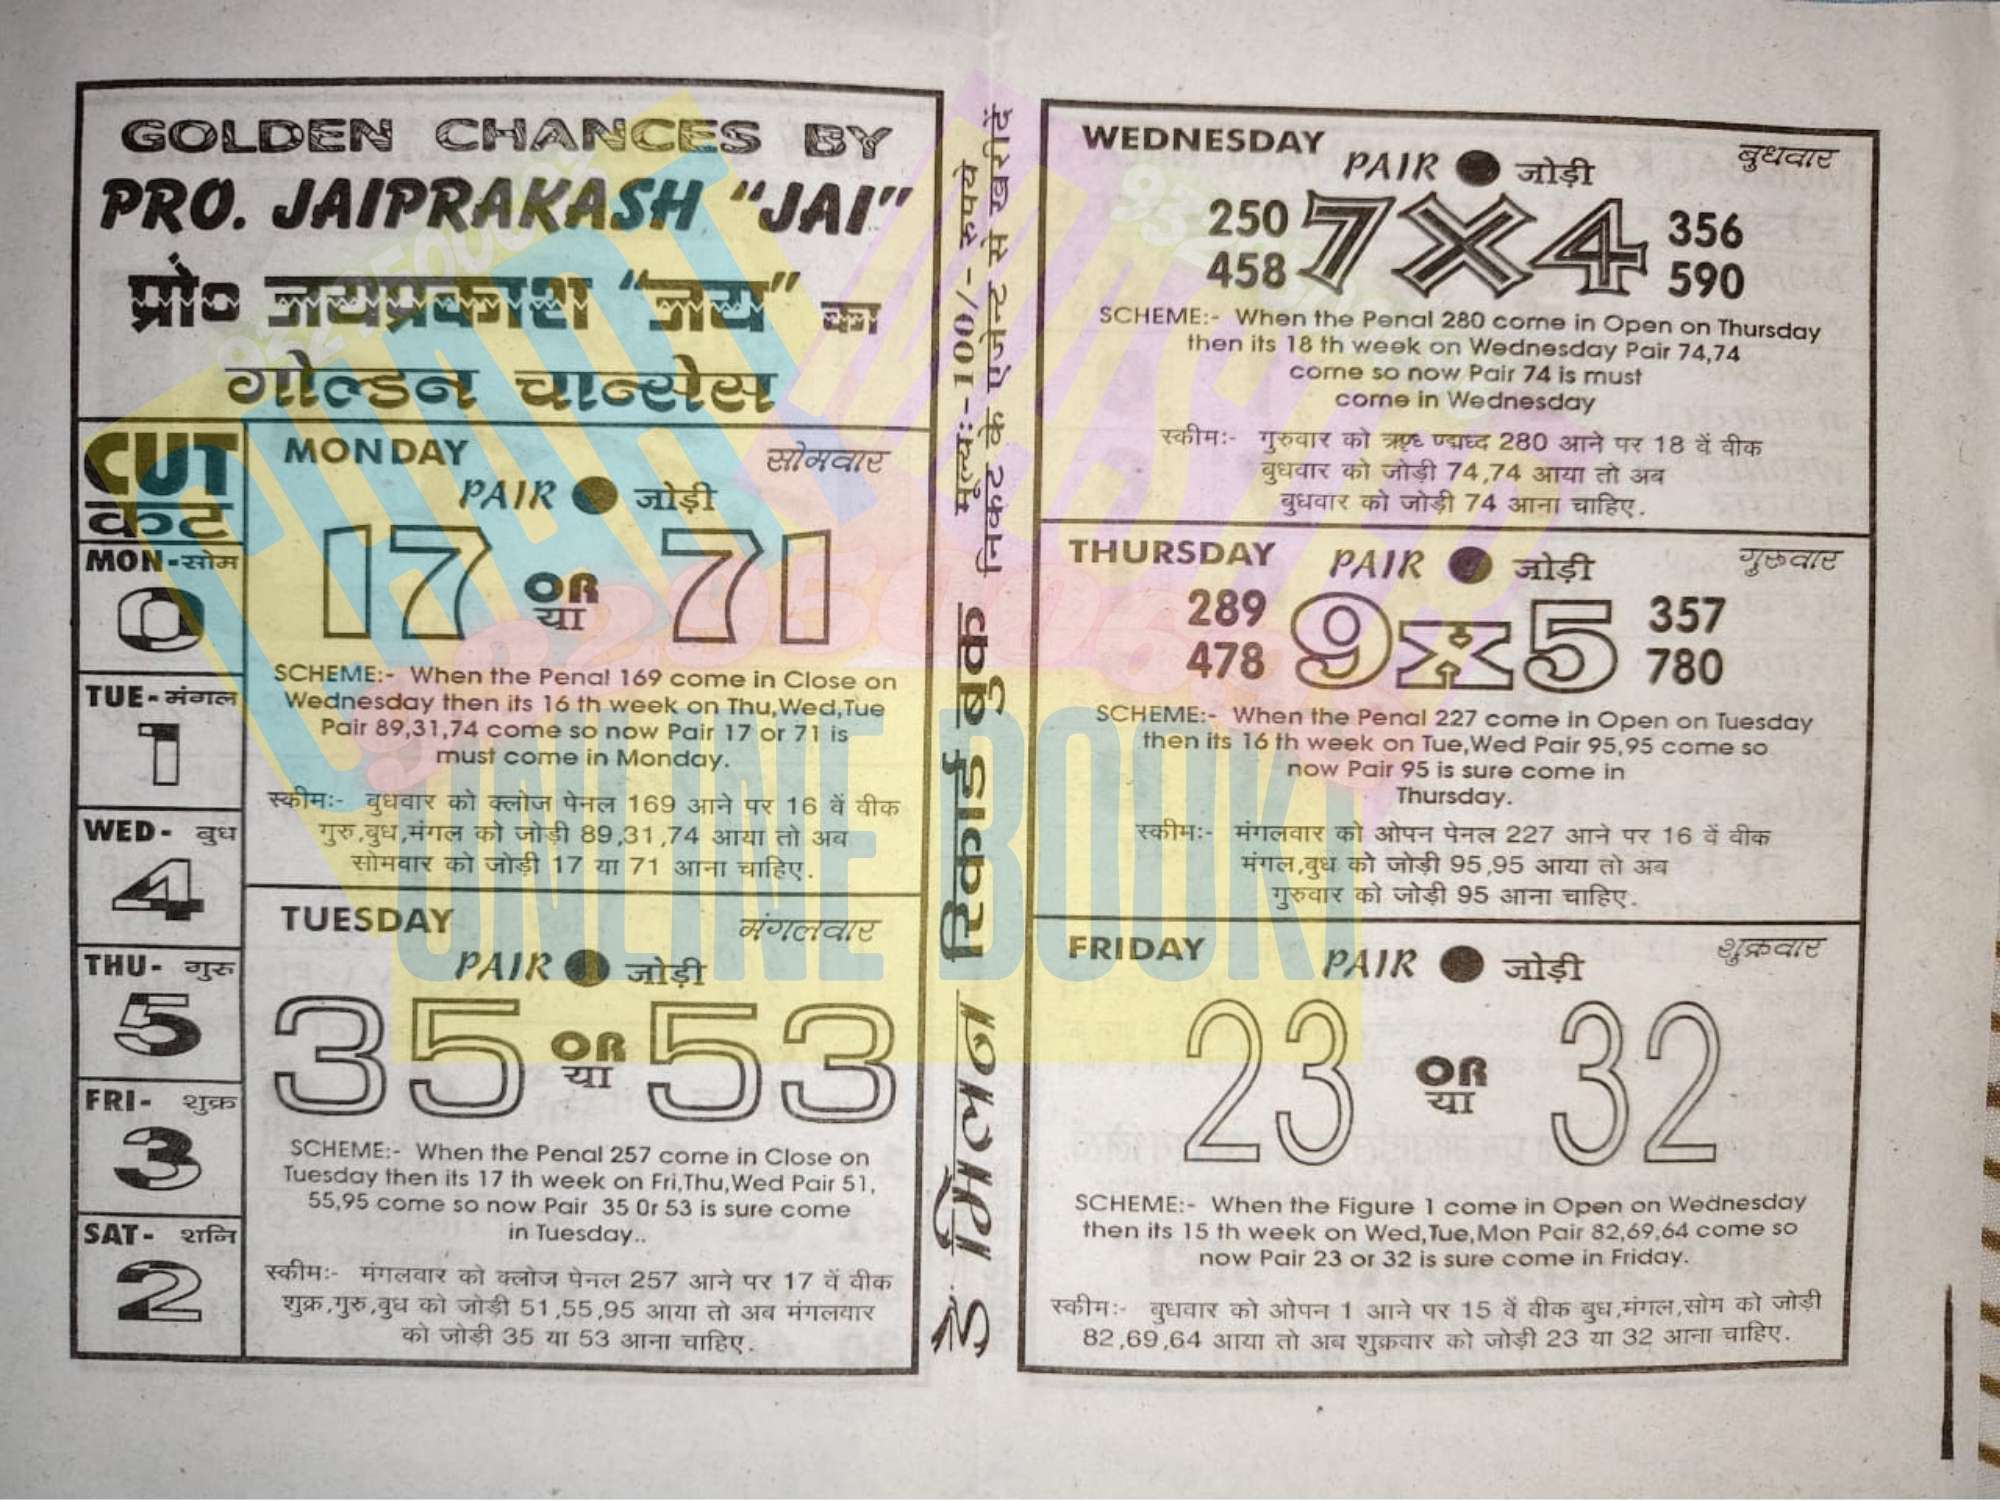 GOLDEN CHANCES BY
PRO. JAIPRAKASH "JAI"
प्रो० जयप्रकाश "जय" का
गोल्डन चान्सेस
CUT
कट
MON-सोम
0
TUE-मंगल
1
WED- बुध
4
THU- गुरु
5
FRI- शुक्र
3
SAT- शनि
2
MONDAY सोमवार
PAIR जोड़ी
17 OR या 71
SCHEME:- When the Penal 169 come in Close on
Wednesday then its 16 th week on Thu,Wed,Tue
Pair 89,31,74 come so now Pair 17 or 71 is
must come in Monday.
स्कीमः- बुधवार को क्लोज पेनल 169 आने पर 16 वें वीक
गुरु,बुध,मंगल को जोड़ी 89,31,74 आया तो अब
सोमवार को जोड़ी 17 या 71 आना चाहिए.
TUESDAY मंगलवार
PAIR जोड़ी
35 OR या 53
SCHEME:- When the Penal 257 come in Close on
Tuesday then its 17 th week on Fri,Thu,Wed Pair 51,
55,95 come so now Pair 35 0r 53 is sure come
in Tuesday..
स्कीमः- मंगलवार को क्लोज पेनल 257 आने पर 17 वें वीक
शुक्र,गुरु,बुध को जोड़ी 51,55,95 आया तो अब मंगलवार
को जोड़ी 35 या 53 आना चाहिए.
मूल्यः-100/- रुपये
निकट के एजेन्ट से खरीदें
डॅ मिलन रिकार्ड बुक
WEDNESDAY बुधवार
PAIR जोड़ी
250 7X4 356
458 590
SCHEME:- When the Penal 280 come in Open on Thursday
then its 18 th week on Wednesday Pair 74,74
come so now Pair 74 is must
come in Wednesday
स्कीमः- गुरुवार को 280 आने पर 18 वें वीक
बुधवार को जोड़ी 74,74 आया तो अब
बुधवार को जोड़ी 74 आना चाहिए.
THURSDAY गुरुवार
PAIR जोड़ी
289 9x5 357
478 780
SCHEME:- When the Penal 227 come in Open on Tuesday
then its 16 th week on Tue,Wed Pair 95,95 come so
now Pair 95 is sure come in
Thursday.
स्कीमः- मंगलवार को ओपन पेनल 227 आने पर 16 वें वीक
मंगल,बुध को जोड़ी 95,95 आया तो अब
गुरुवार को जोड़ी 95 आना चाहिए.
FRIDAY शुक्रवार
PAIR जोड़ी
23 OR या 32
SCHEME:- When the Figure 1 come in Open on Wednesday
then its 15 th week on Wed,Tue,Mon Pair 82,69,64 come so
now Pair 23 or 32 is sure come in Friday.
स्कीमः- बुधवार को ओपन 1 आने पर 15 वें वीक बुध,मंगल,सोम को जोड़ी
82,69,64 आया तो अब शुक्रवार को जोड़ी 23 या 32 आना चाहिए.
ONLINE BOOK